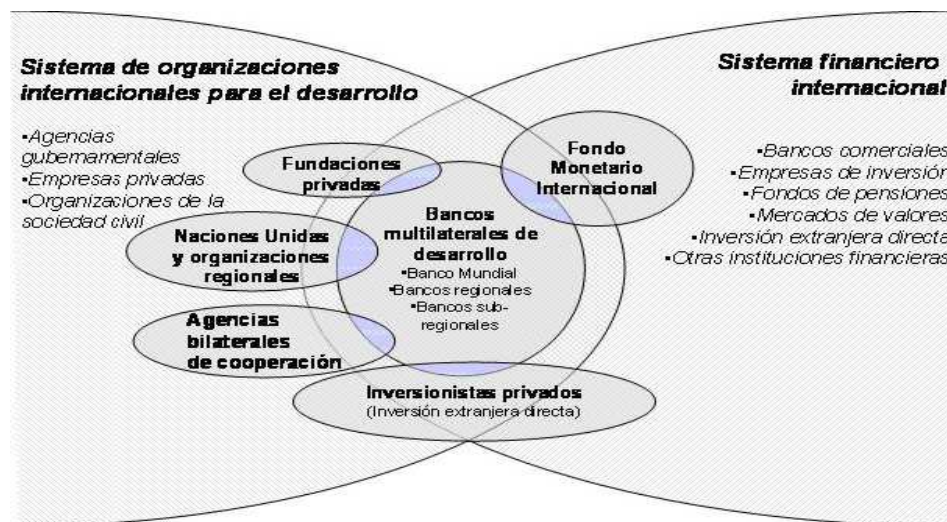 Sistema de organizaciones
internacionales para el desarrollo
•Agencias
gubernamentales
•Empresas privadas
•Organizaciones de la
sociedad civil
Sistema financiero
internacional
•Bancos comerciales
•Empresas de inversión
•Fondos de pensiones
•Mercados de valores
•Inversión extranjera directa
•Otras instituciones financieras
Fundaciones
privadas
Fondo
Monetario
Internacional
Naciones Unidas
y organizaciones
regionales
Bancos
multilaterales de
desarrollo
•Banco Mundial
•Bancos regionales
•Bancos sub-
regionales
Agencias
bilaterales
de cooperación
Inversionistas privados
(Inversión extranjera directa)